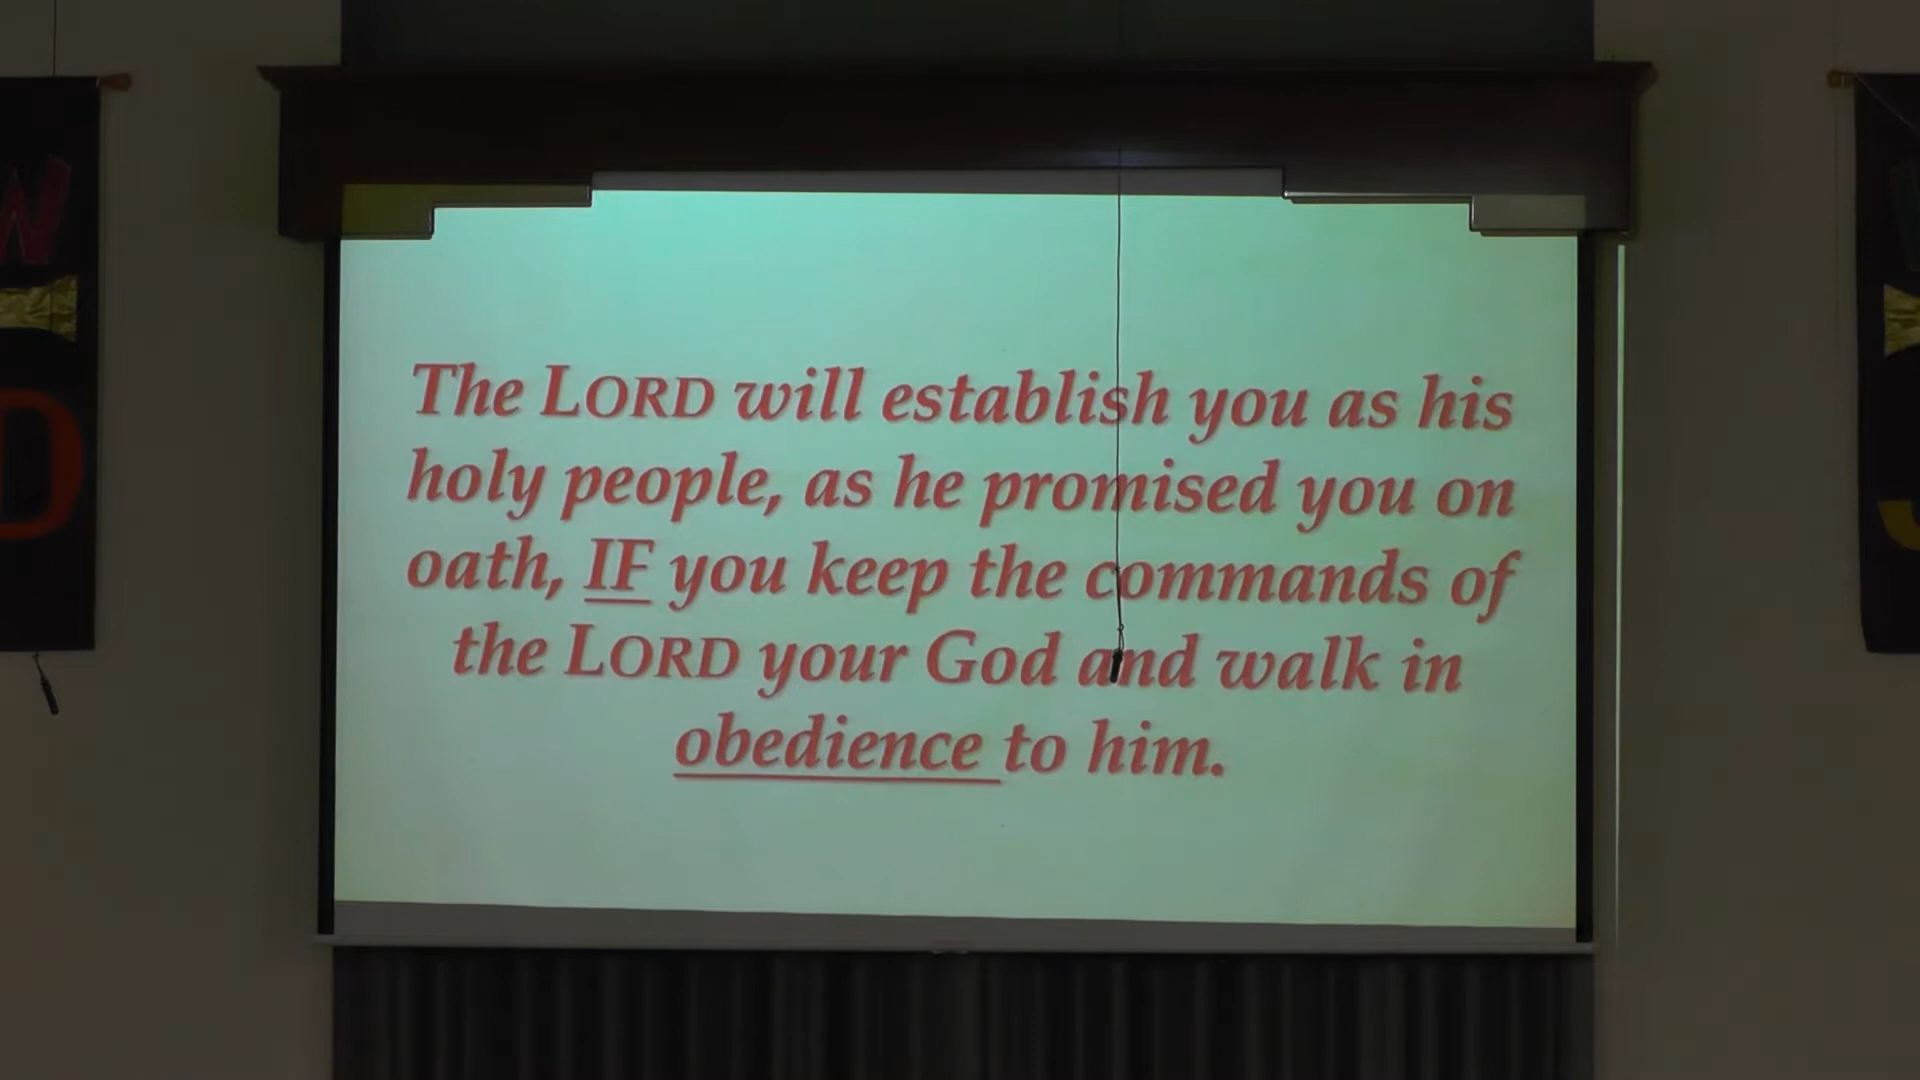 The LORD will establish you as his
holy people, as he promised you on
oath, IF you keep the commands of
the LORD your God and walk in
obedience to him.
W
D